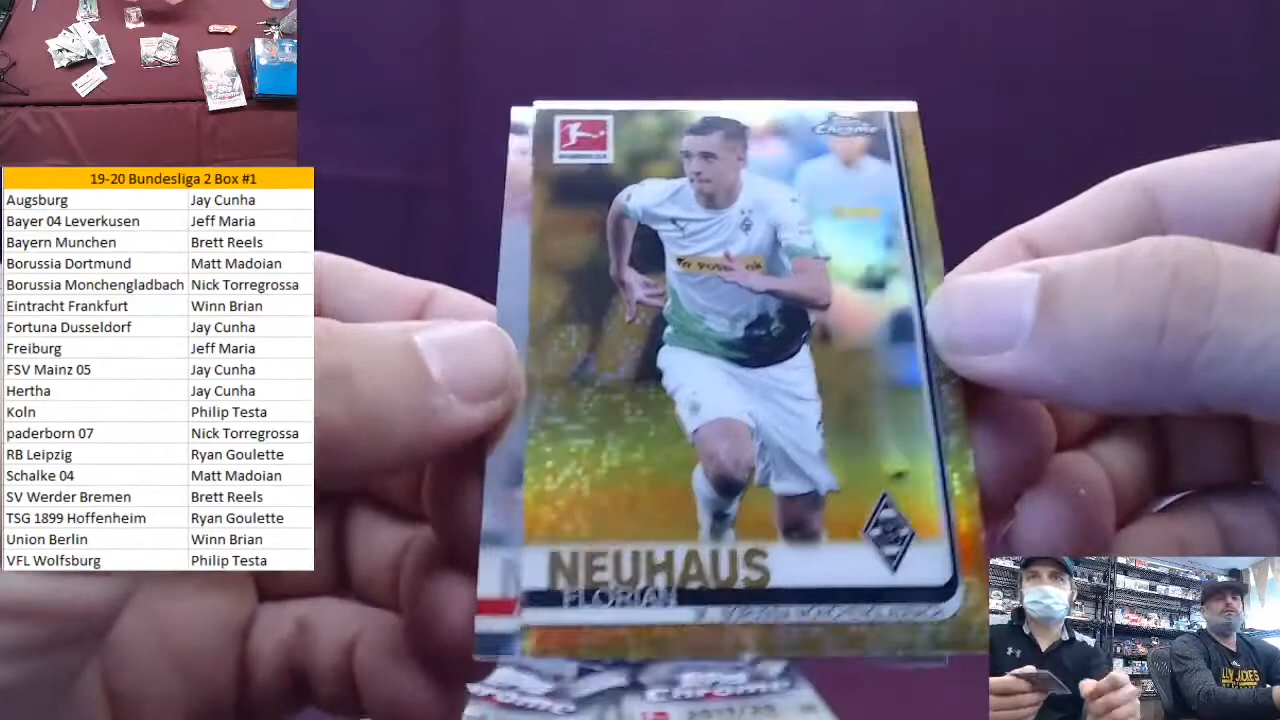 19-20 Bundesliga 2 Box #1
Augsburg Jay Cunha
Bayer 04 Leverkusen Jeff Maria
Bayern Munchen Brett Reels
Borussia Dortmund Matt Madoian
Borussia Monchengladbach Nick Torregrossa
Eintracht Frankfurt Winn Brian
Fortuna Dusseldorf Jay Cunha
Freiburg Jeff Maria
FSV Mainz 05 Jay Cunha
Hertha Jay Cunha
Koln Philip Testa
paderborn 07 Nick Torregrossa
RB Leipzig Ryan Goulette
Schalke 04 Matt Madoian
SV Werder Bremen Brett Reels
TSG 1899 Hoffenheim Ryan Goulette
Union Berlin Winn Brian
VFL Wolfsburg Philip Testa
Chrome
NEUHAUS
FLORIAN
Chrome
2019/20